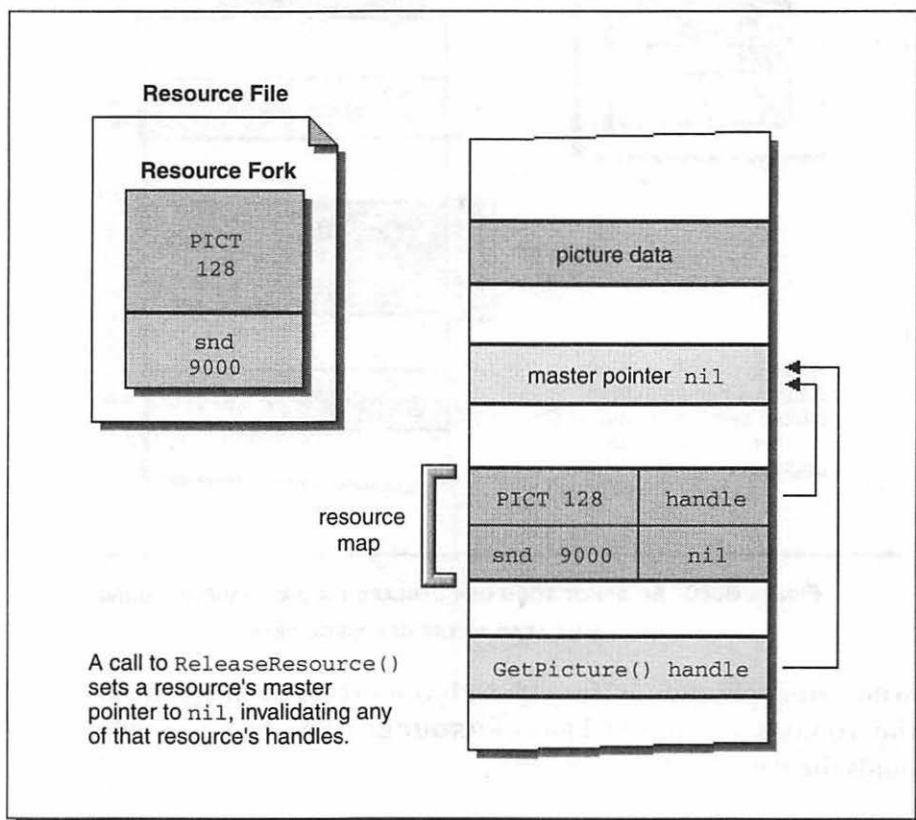 Resource File
Resource Fork
PICT
128
snd
9000
picture data
master pointer nil
resource
map
PICT 128 handle
snd 9000 nil
GetPicture() handle
A call to ReleaseResource()
sets a resource's master
pointer to nil, invalidating any
of that resource's handles.